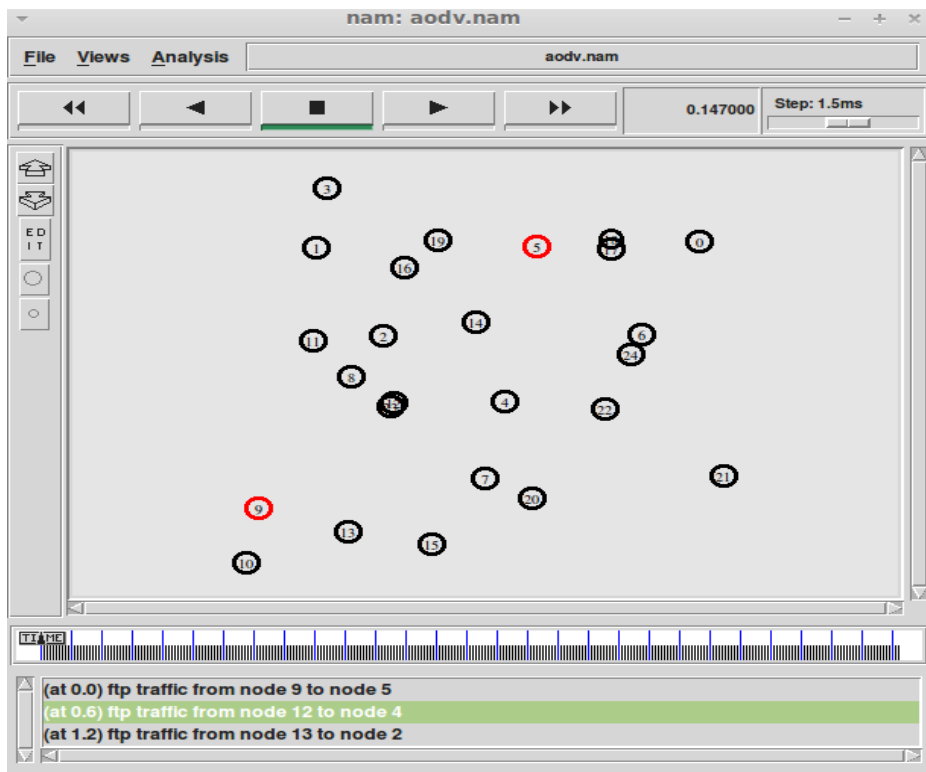 nam: aodv.nam
File Views Analysis aodv.nam
0.147000 Step: 1.5ms
E D
I T
3
19
5
17
0
1
16
14
6
2
11
24
8
4
22
7
21
20
9
13
15
10
TIME
(at 0.0) ftp traffic from node 9 to node 5
(at 0.6) ftp traffic from node 12 to node 4
(at 1.2) ftp traffic from node 13 to node 2